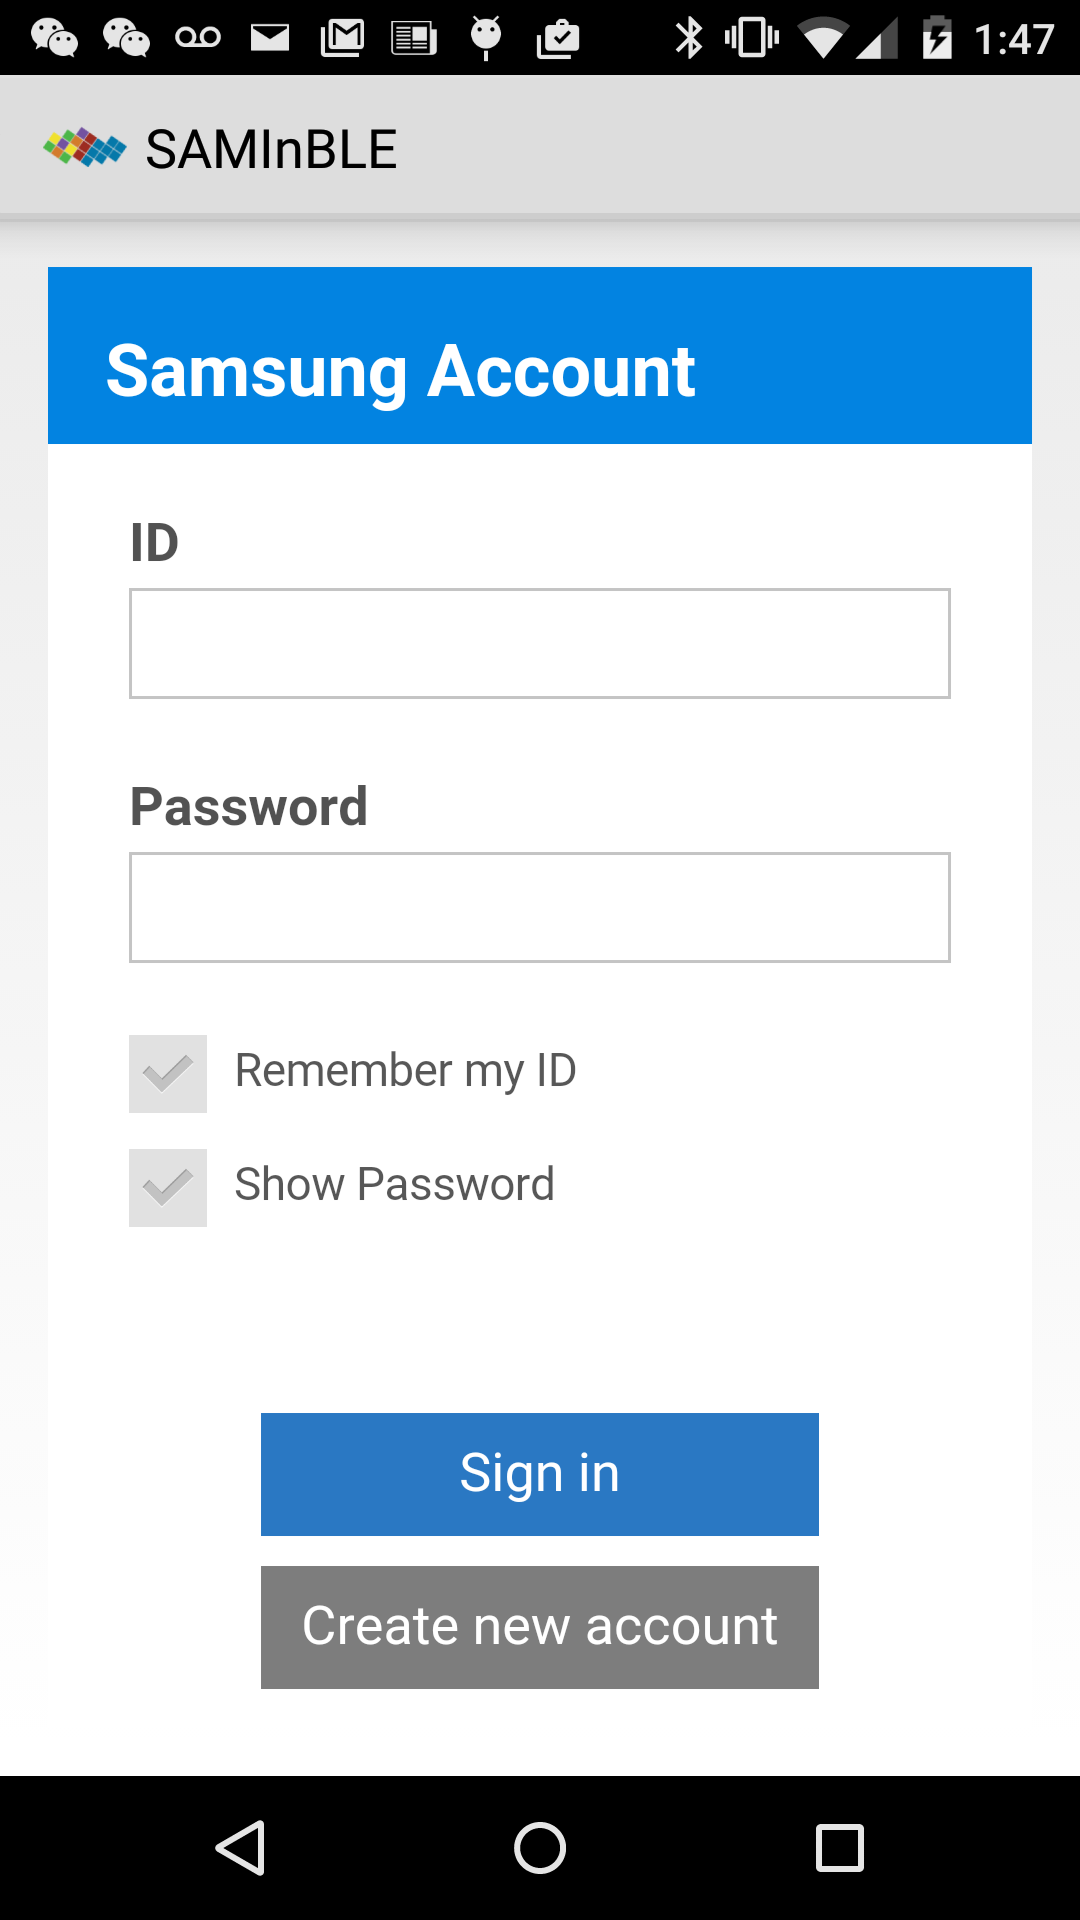 1:47
SAMInBLE
Samsung Account
ID
Password
Remember my ID
Show Password
Sign in
Create new account